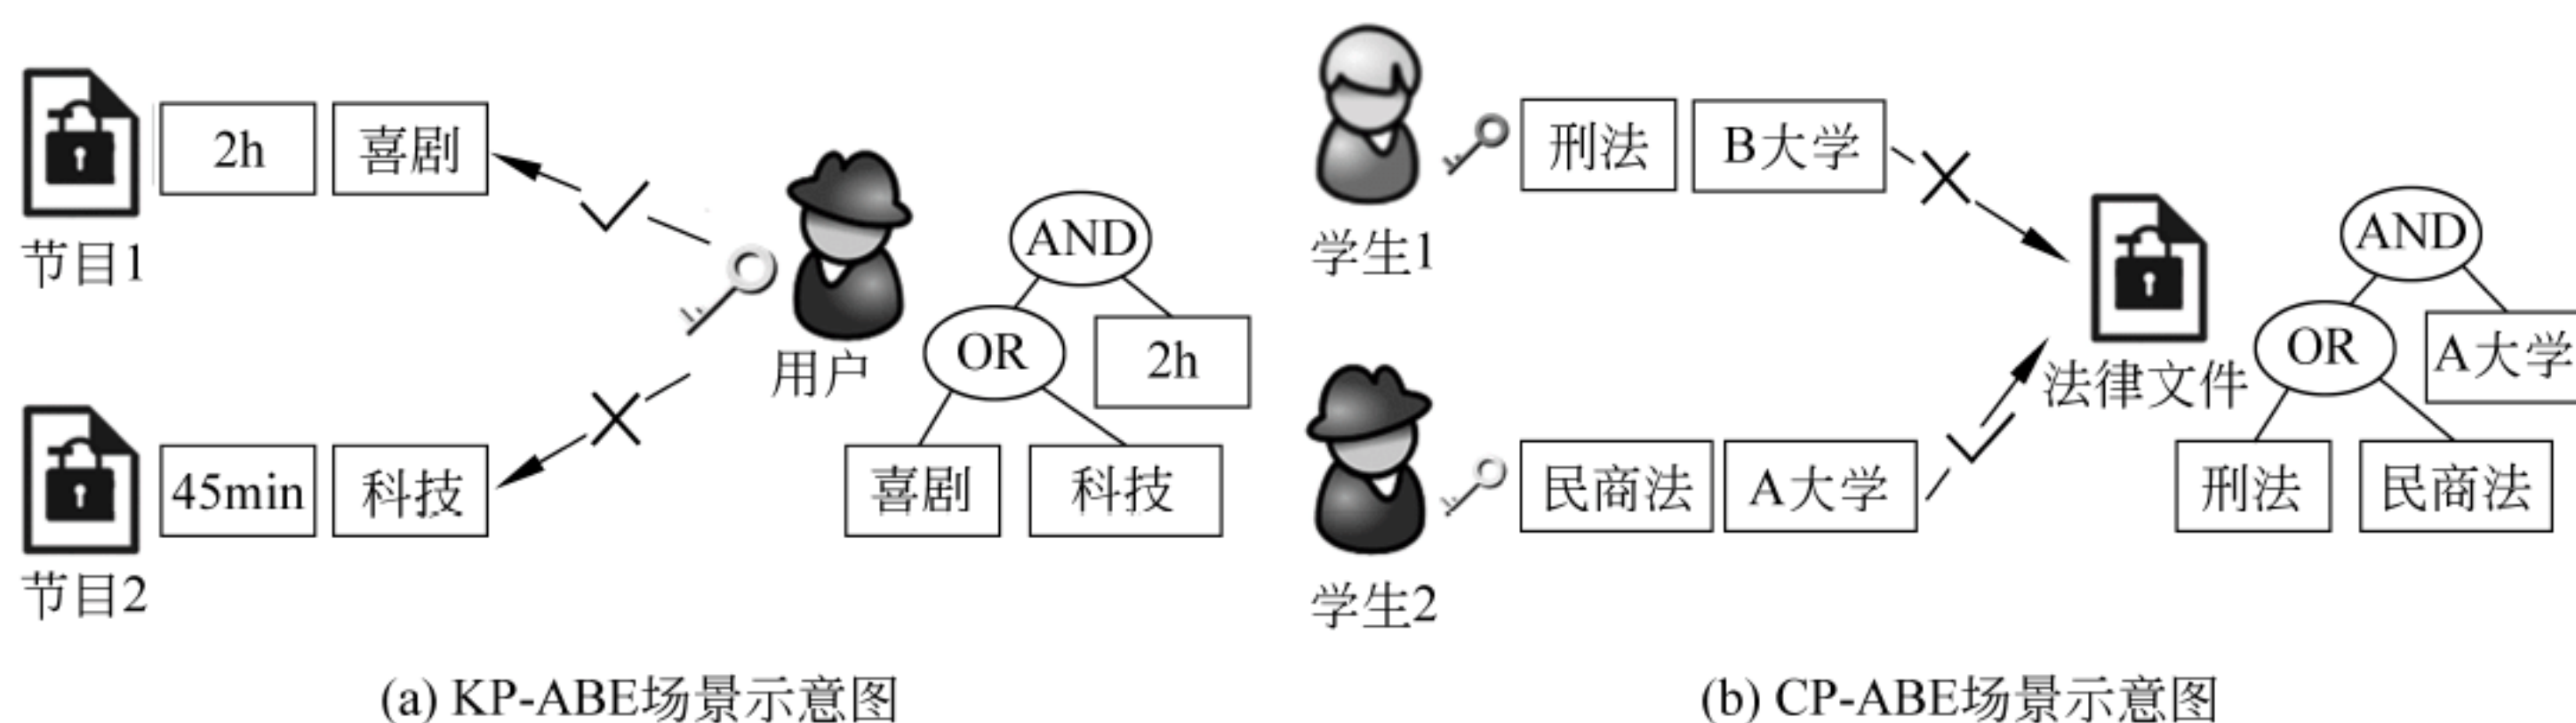 2h 喜剧
节目1
45min 科技
节目2
用户
AND
OR 2h
喜剧 科技
(a) KP-ABE场景示意图
刑法 B大学
学生1
民商法 A大学
学生2
法律文件
AND
OR A大学
刑法 民商法
(b) CP-ABE场景示意图